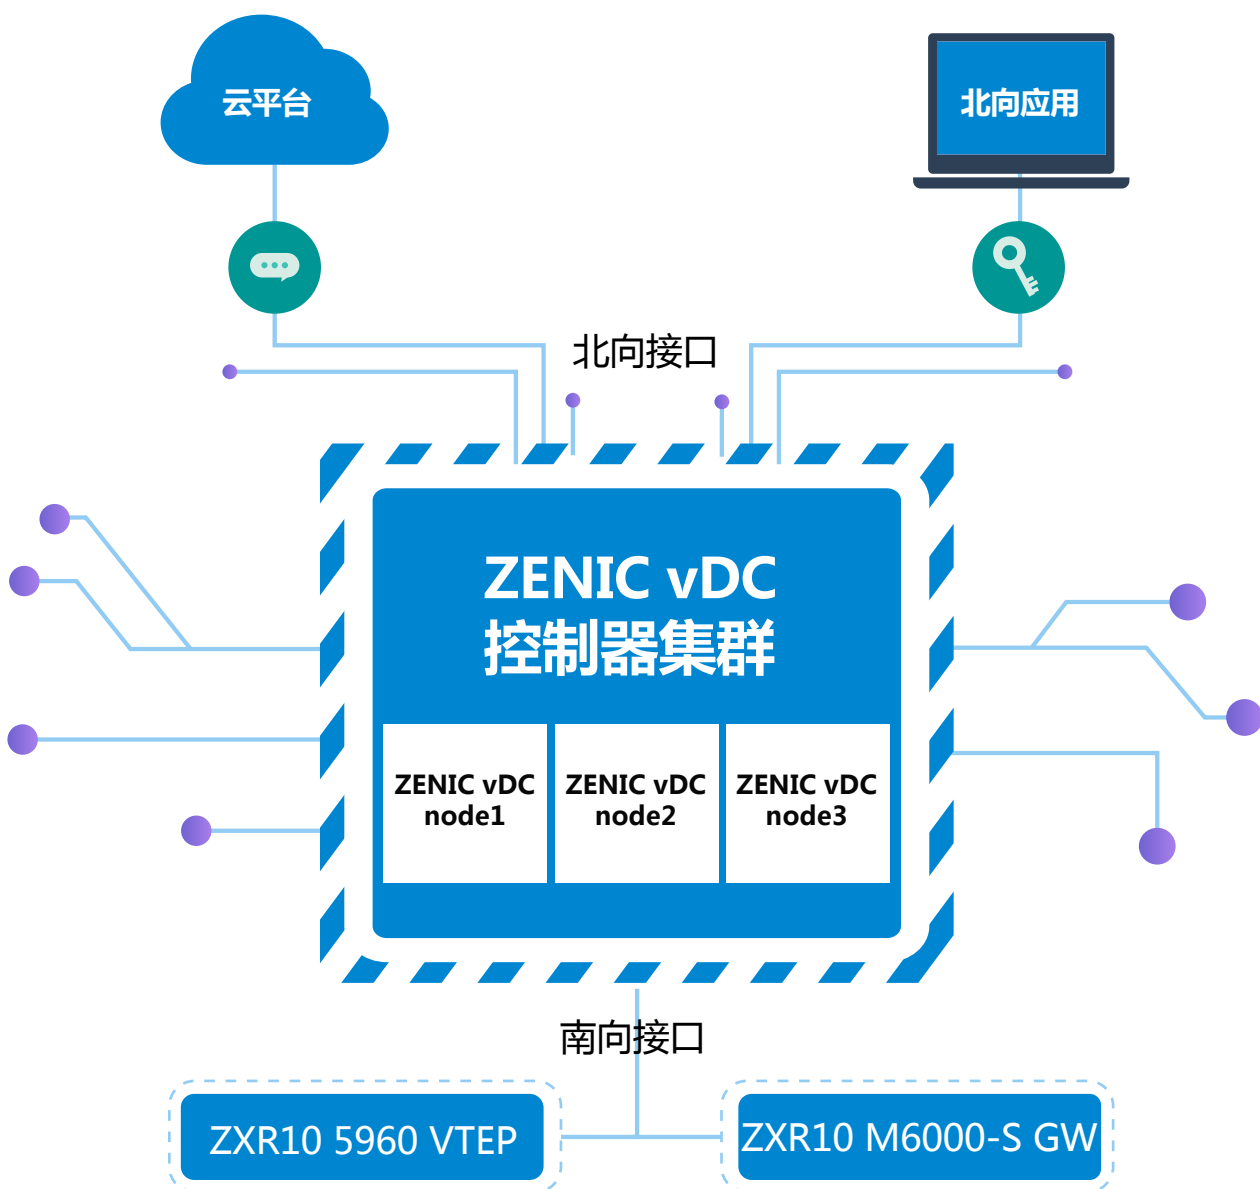 云平台
北向应用
北向接口
ZENIC vDC
控制器集群
ZENIC vDC
node1
ZENIC vDC
node2
ZENIC vDC
node3
南向接口
ZXR10 5960 VTEP
ZXR10 M6000-S GW